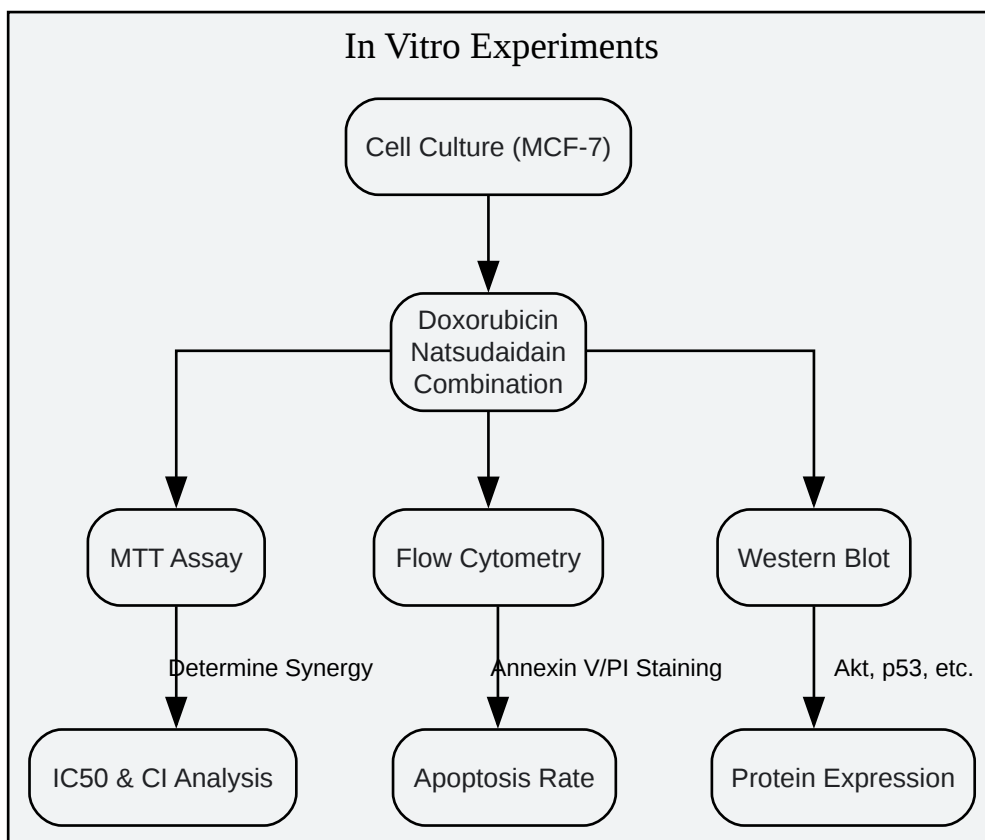 In Vitro Experiments
Cell Culture (MCF-7)
Doxorubicin
Natsudaidain
Combination
MTT Assay
Flow Cytometry
Western Blot
Determine Synergy
Annexin V/PI Staining
Akt, p53, etc.
IC50 & CI Analysis
Apoptosis Rate
Protein Expression